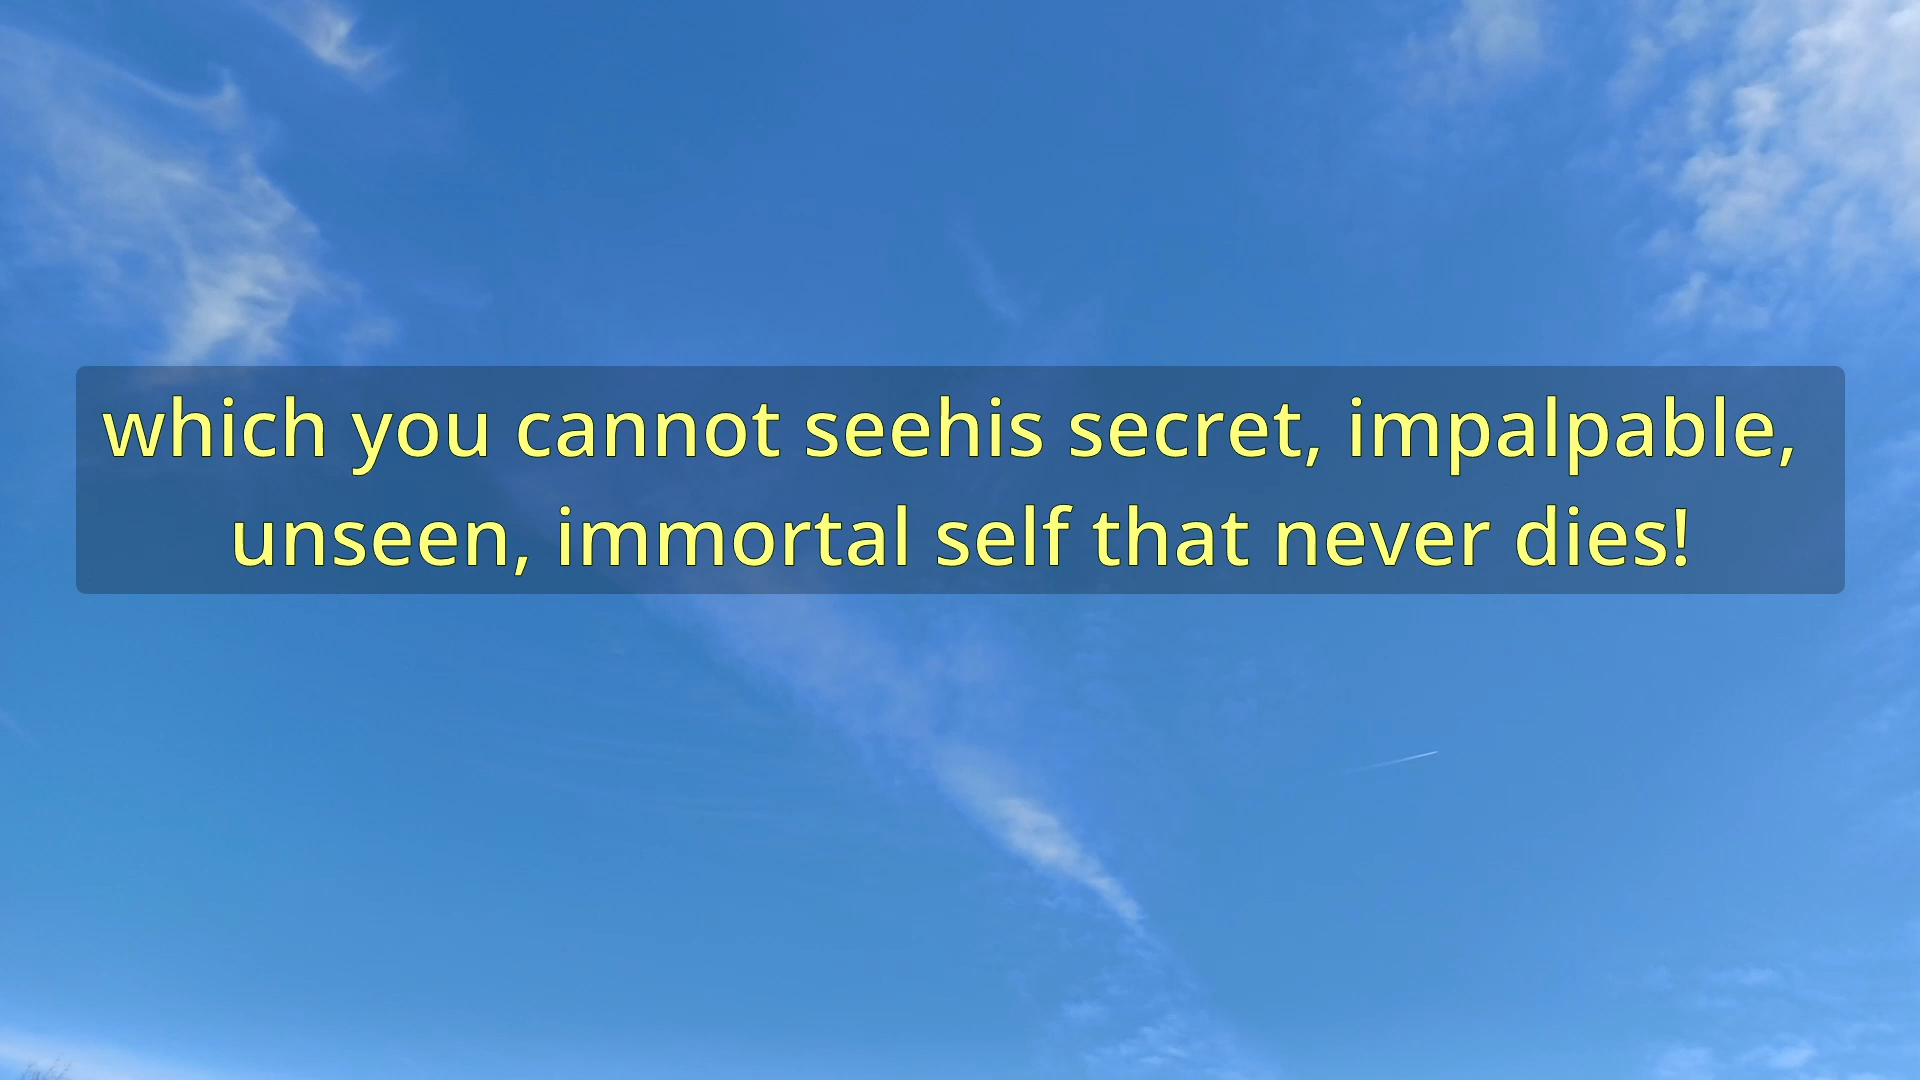 which you cannot seehis secret, impalpable,
unseen, immortal self that never dies!